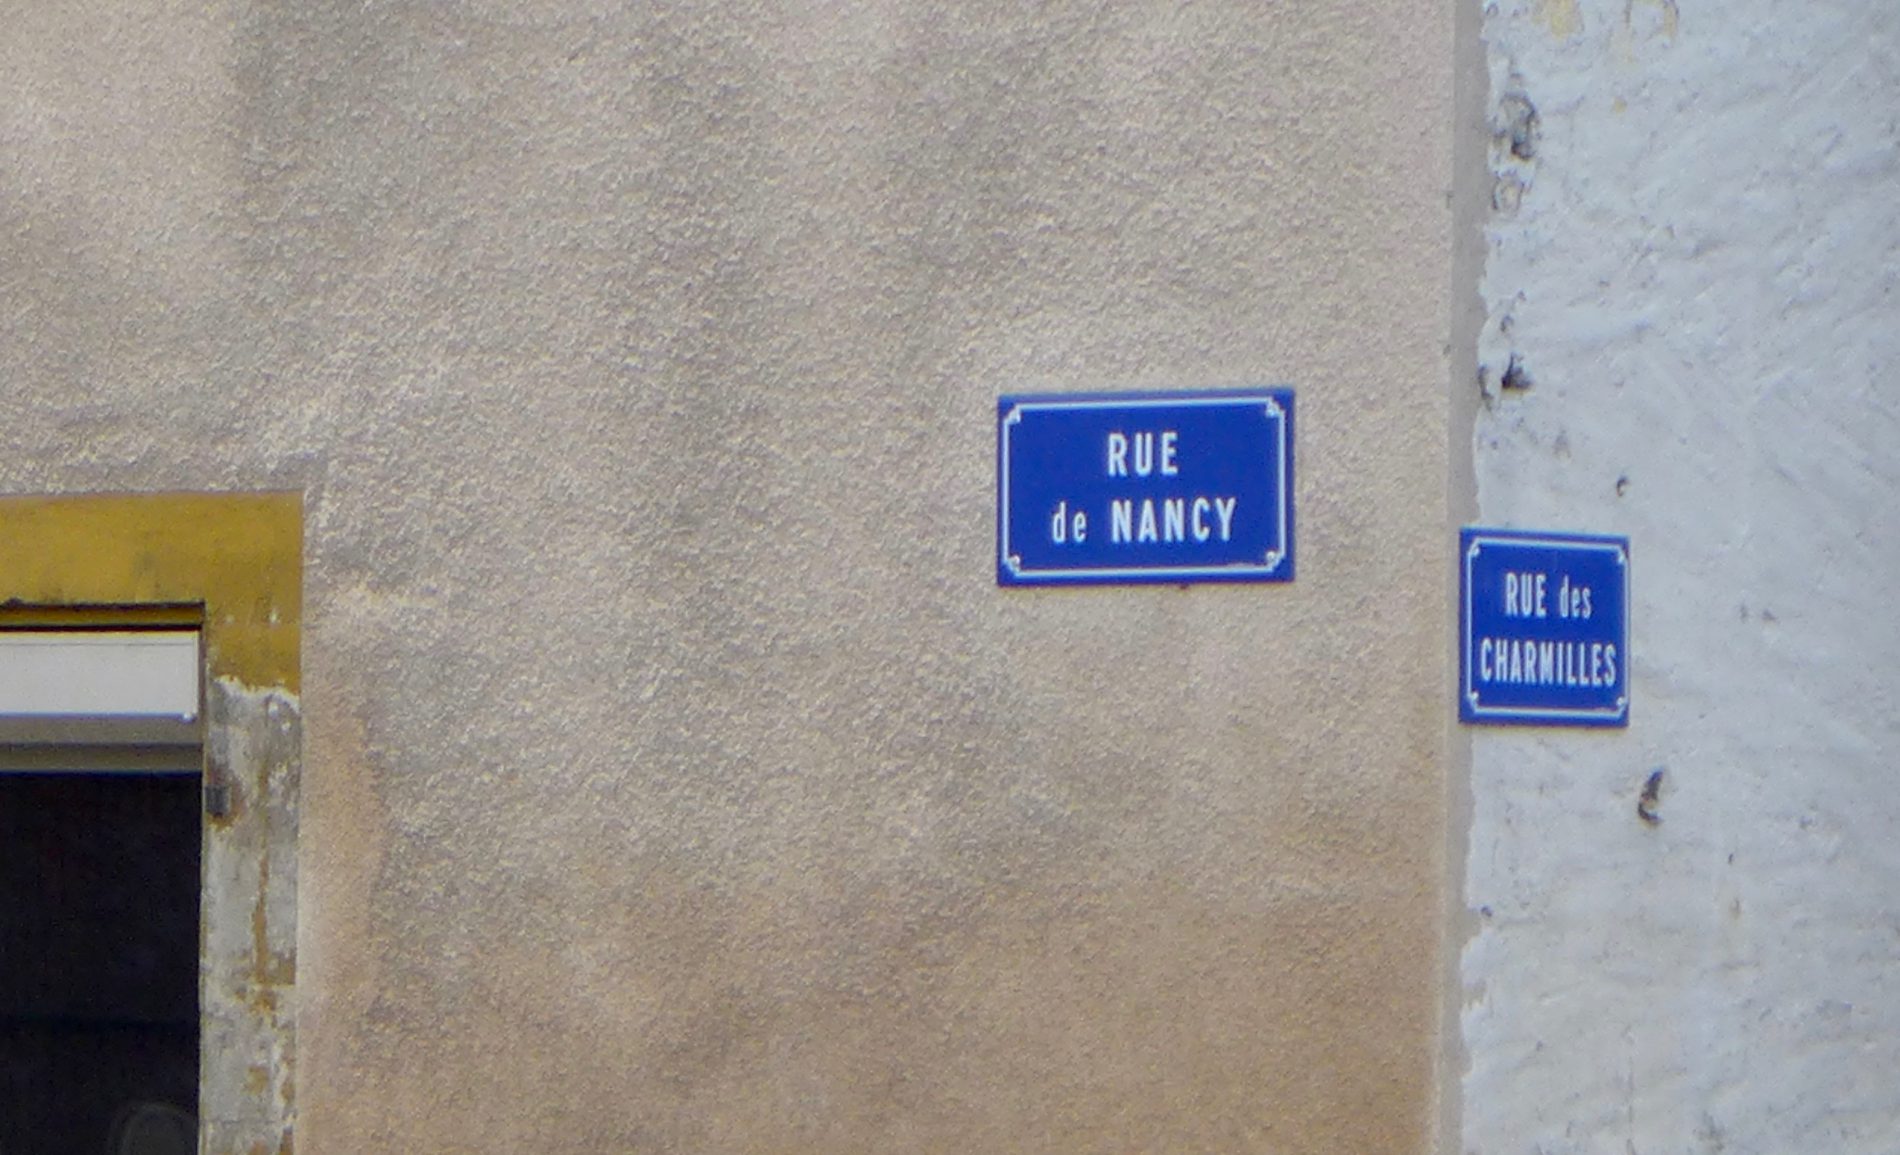 RUE
de NANCY
RUE des
CHARMILLES